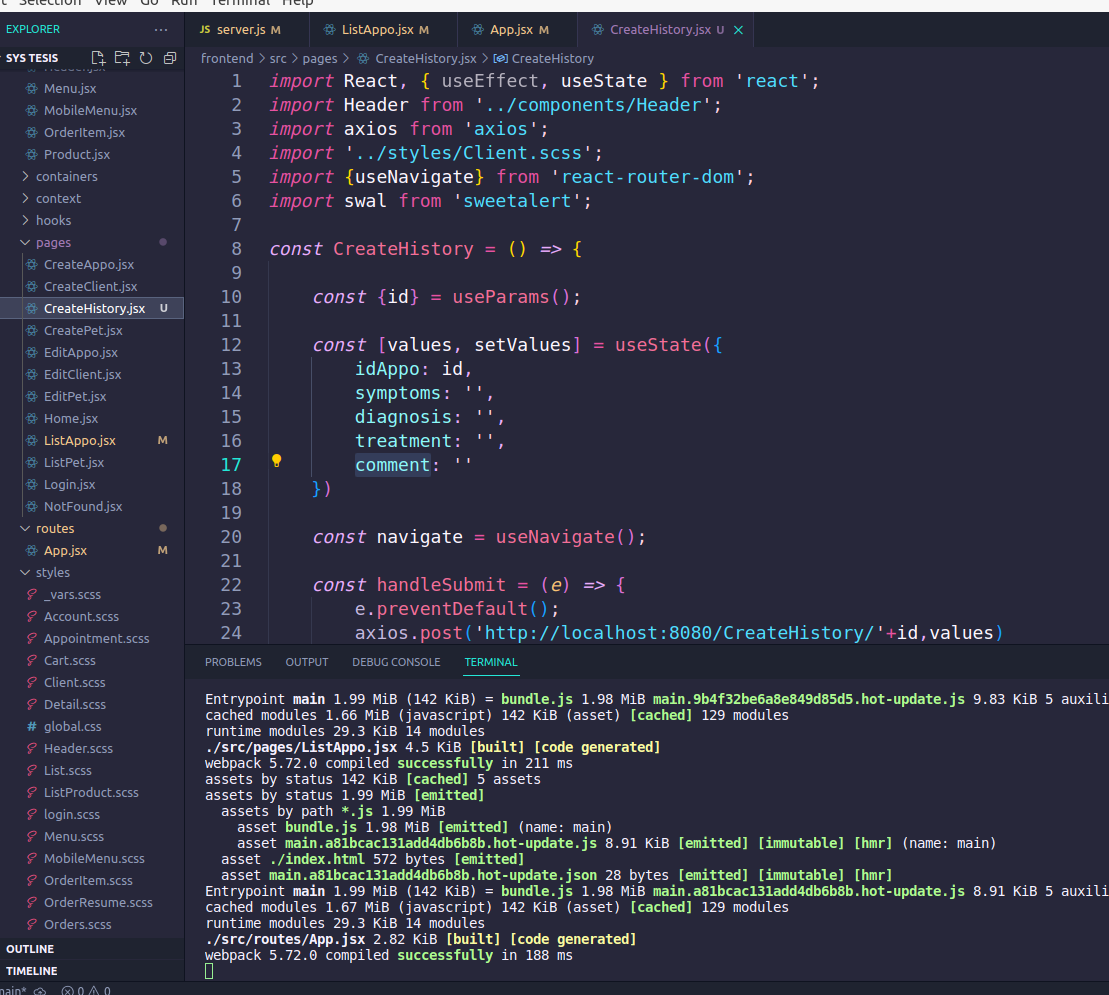 Selection View Go Run Terminal Help
EXPLORER
SYS TESIS
Header.jsx
Menu.jsx
MobileMenu.jsx
OrderItem.jsx
Product.jsx
containers
context
hooks
pages
CreateAppo.jsx
CreateClient.jsx
CreateHistory.jsx U
CreatePet.jsx
EditAppo.jsx
EditClient.jsx
EditPet.jsx
Home.jsx
ListAppo.jsx M
ListPet.jsx
Login.jsx
NotFound.jsx
routes
App.jsx M
styles
_vars.scss
Account.scss
Appointment.scss
Cart.scss
Client.scss
Detail.scss
# global.css
Header.scss
List.scss
ListProduct.scss
login.scss
Menu.scss
MobileMenu.scss
OrderItem.scss
OrderResume.scss
Orders.scss
OUTLINE
TIMELINE
main* 0 0
JS server.js M ListAppo.jsx M App.jsx M CreateHistory.jsx U
frontend > src > pages > CreateHistory.jsx > CreateHistory
1 import React, { useEffect, useState } from 'react';
2 import Header from '../components/Header';
3 import axios from 'axios';
4 import '../styles/Client.scss';
5 import {useNavigate} from 'react-router-dom';
6 import swal from 'sweetalert';
7
8 const CreateHistory = () => {
9
10 const {id} = useParams();
11
12 const [values, setValues] = useState({
13 idAppo: id,
14 symptoms: '',
15 diagnosis: '',
16 treatment: '',
17 comment: ''
18 })
19
20 const navigate = useNavigate();
21
22 const handleSubmit = (e) => {
23 e.preventDefault();
24 axios.post('http://localhost:8080/CreateHistory/'+id,values)
PROBLEMS OUTPUT DEBUG CONSOLE TERMINAL
Entrypoint main 1.99 MiB (142 KiB) = bundle.js 1.98 MiB main.9b4f32be6a8e849d85d5.hot-update.js 9.83 KiB 5 auxili
cached modules 1.66 MiB (javascript) 142 KiB (asset) [cached] 129 modules
runtime modules 29.3 KiB 14 modules
./src/pages/ListAppo.jsx 4.5 KiB [built] [code generated]
webpack 5.72.0 compiled successfully in 211 ms
assets by status 142 KiB [cached] 5 assets
assets by status 1.99 MiB [emitted]
assets by path *.js 1.99 MiB
asset bundle.js 1.98 MiB [emitted] (name: main)
asset main.a81bcac131add4db6b8b.hot-update.js 8.91 KiB [emitted] [immutable] [hmr] (name: main)
asset ./index.html 572 bytes [emitted]
asset main.a81bcac131add4db6b8b.hot-update.json 28 bytes [emitted] [immutable] [hmr]
Entrypoint main 1.99 MiB (142 KiB) = bundle.js 1.98 MiB main.a81bcac131add4db6b8b.hot-update.js 8.91 KiB 5 auxili
cached modules 1.67 MiB (javascript) 142 KiB (asset) [cached] 129 modules
runtime modules 29.3 KiB 14 modules
./src/routes/App.jsx 2.82 KiB [built] [code generated]
webpack 5.72.0 compiled successfully in 188 ms